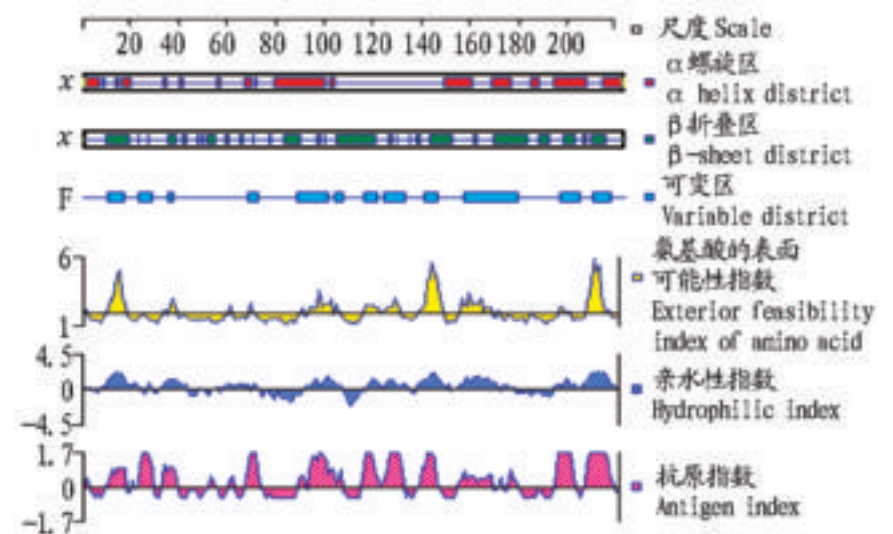 20 40 60 80 100 120 140 160 180 200
尺度 Scale
x
α螺旋区
α helix district
x
β折叠区
β-sheet district
F
可变区
Variable district
6
1
氨基酸的表面
可能性指数
Exterior feasibility
index of amino acid
4.5
0
-4.5
亲水性指数
Hydrophilic index
1.7
0
-1.7
抗原指数
Antigen index